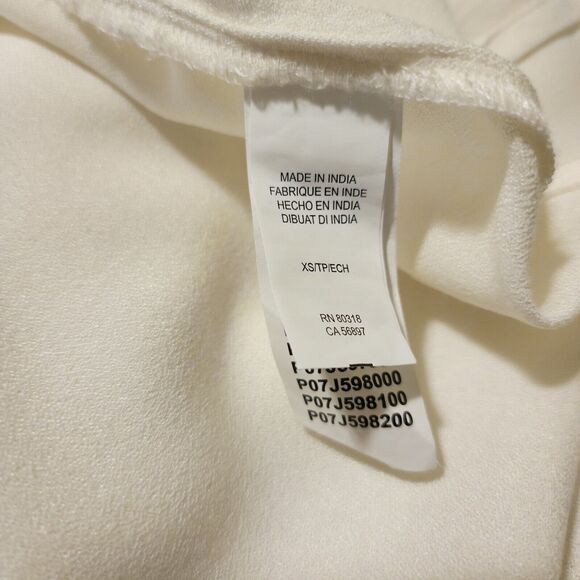 MADE IN INDIA
FABRIQUE EN INDE
HECHO EN INDIA
DIBUAT DI INDIA
XS/TP/ECH
RN 80318
CA 56897
P07J598000
P07J598100
P07J598200